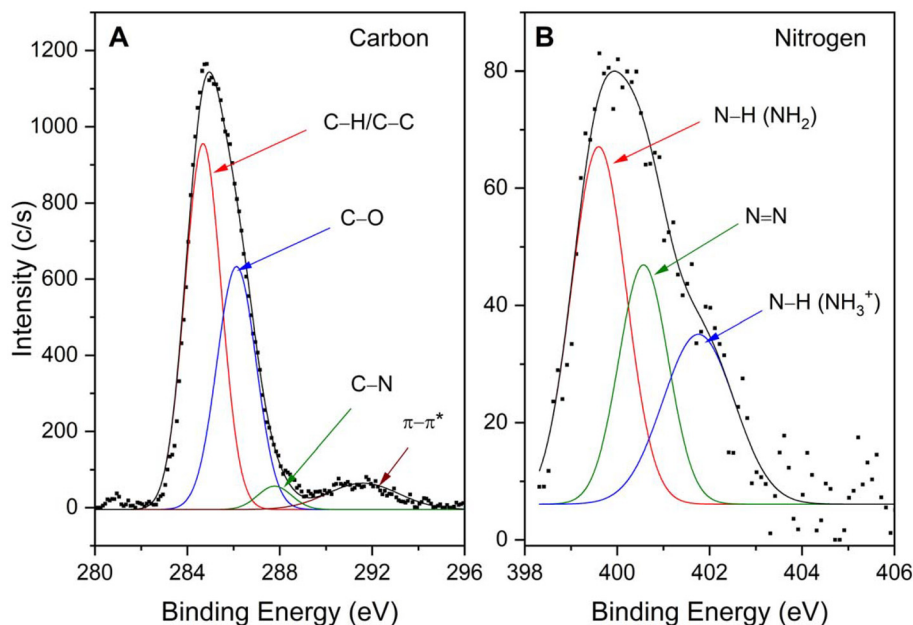 A
Carbon
C–H/C–C
C–O
C–N
π–π*
Intensity (c/s)
1200
1000
800
600
400
200
0
280
284
288
292
296
Binding Energy (eV)
B
Nitrogen
N–H (NH₂)
N=N
N–H (NH₃⁺)
80
60
40
20
0
398
400
402
404
406
Binding Energy (eV)